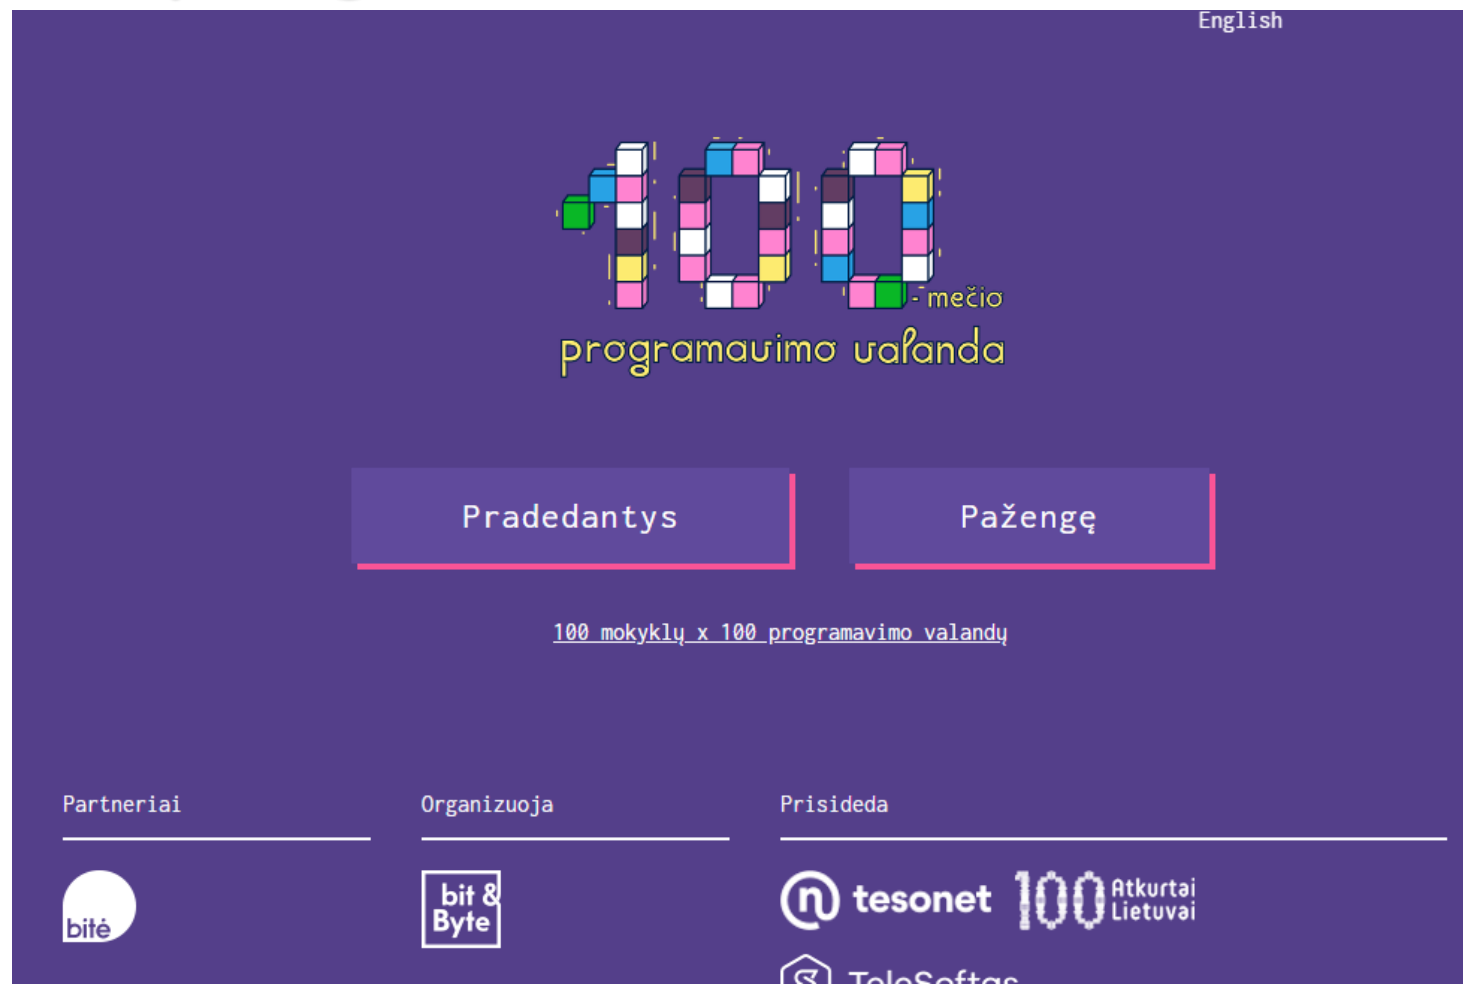 English
100
-mečio
programavimo valanda
Pradedantys
Pažengę
100 mokyklų x 100 programavimo valandų
Partneriai
Organizuoja
Prisideda
bitė
bit &
Byte
tesonet
100 Atkurtai
Lietuvai
TeleSoftas